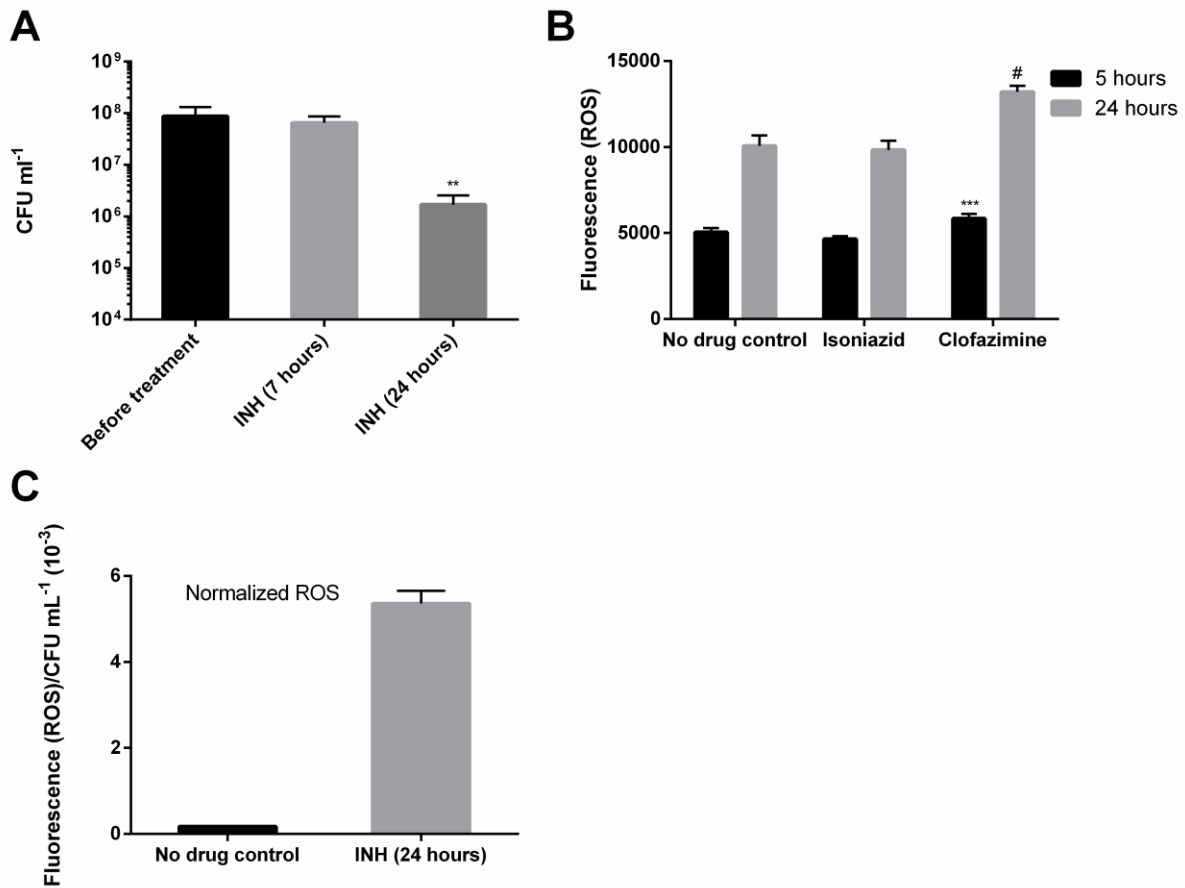 A
CFU ml⁻¹
10⁹
10⁸
10⁷
10⁶
10⁵
10⁴
**
Before treatment
INH (7 hours)
INH (24 hours)
B
Fluorescence (ROS)
15000
10000
5000
0
***
#
5 hours
24 hours
No drug control
Isoniazid
Clofazimine
C
Fluorescence (ROS)/CFU mL⁻¹ (10⁻³)
6
4
2
0
Normalized ROS
No drug control
INH (24 hours)